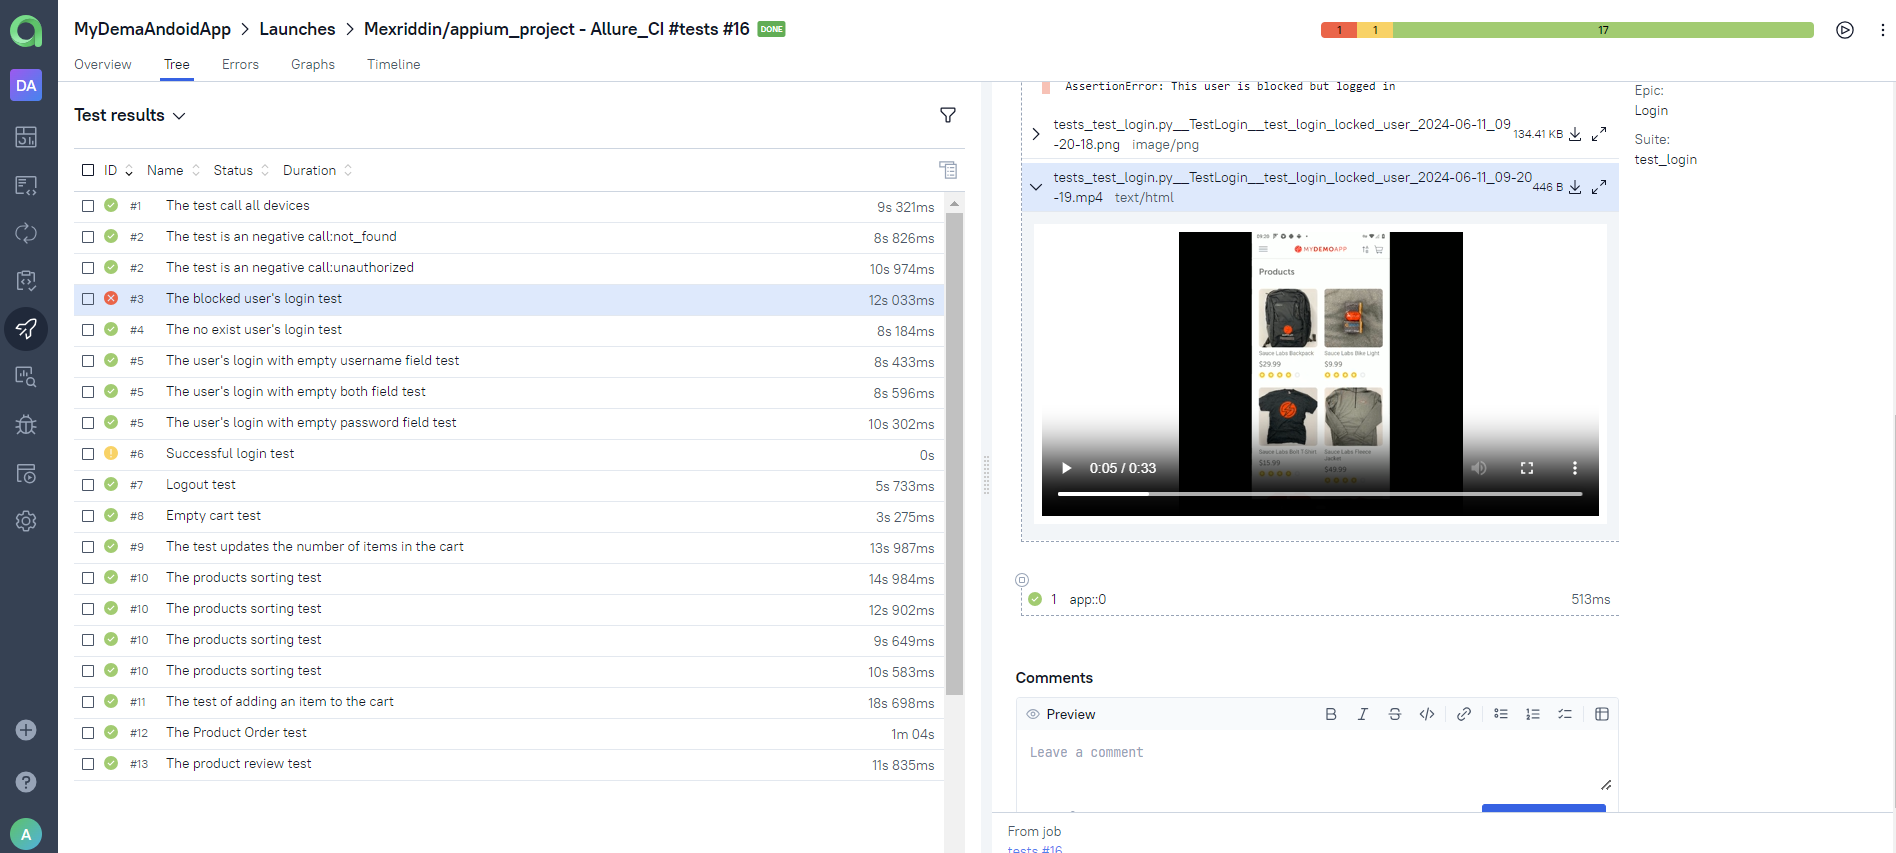 MyDemaAndoidApp > Launches > Mexriddin/appium_project - Allure_CI #tests #16 DONE
1 1 17
Overview Tree Errors Graphs Timeline
DA
Test results
ID Name Status Duration
#1 The test call all devices 9s 321ms
#2 The test is an negative call:not_found 8s 826ms
#2 The test is an negative call:unauthorized 10s 974ms
#3 The blocked user's login test 12s 033ms
#4 The no exist user's login test 8s 184ms
#5 The user's login with empty username field test 8s 433ms
#5 The user's login with empty both field test 8s 596ms
#5 The user's login with empty password field test 10s 302ms
#6 Successful login test 0s
#7 Logout test 5s 733ms
#8 Empty cart test 3s 275ms
#9 The test updates the number of items in the cart 13s 987ms
#10 The products sorting test 14s 984ms
#10 The products sorting test 12s 902ms
#10 The products sorting test 9s 649ms
#10 The products sorting test 10s 583ms
#11 The test of adding an item to the cart 18s 698ms
#12 The Product Order test 1m 04s
#13 The product review test 11s 835ms
A
AssertionError: This user is blocked but logged in
tests_test_login.py__TestLogin__test_login_locked_user_2024-06-11_09
-20-18.png image/png
134.41 KB
tests_test_login.py__TestLogin__test_login_locked_user_2024-06-11_09-20
-19.mp4 text/html
446 B
09:20
MYDEMOAPP
Products
Sauce Labs Backpack Sauce Labs Bike Light
$29.99 $9.99
Sauce Labs Bolt T-Shirt Sauce Labs Fleece
Jacket
$15.99 $49.99
0:05 / 0:33
1 app::0 513ms
Comments
Preview
Leave a comment
From job
tests #16
Epic:
Login
Suite:
test_login